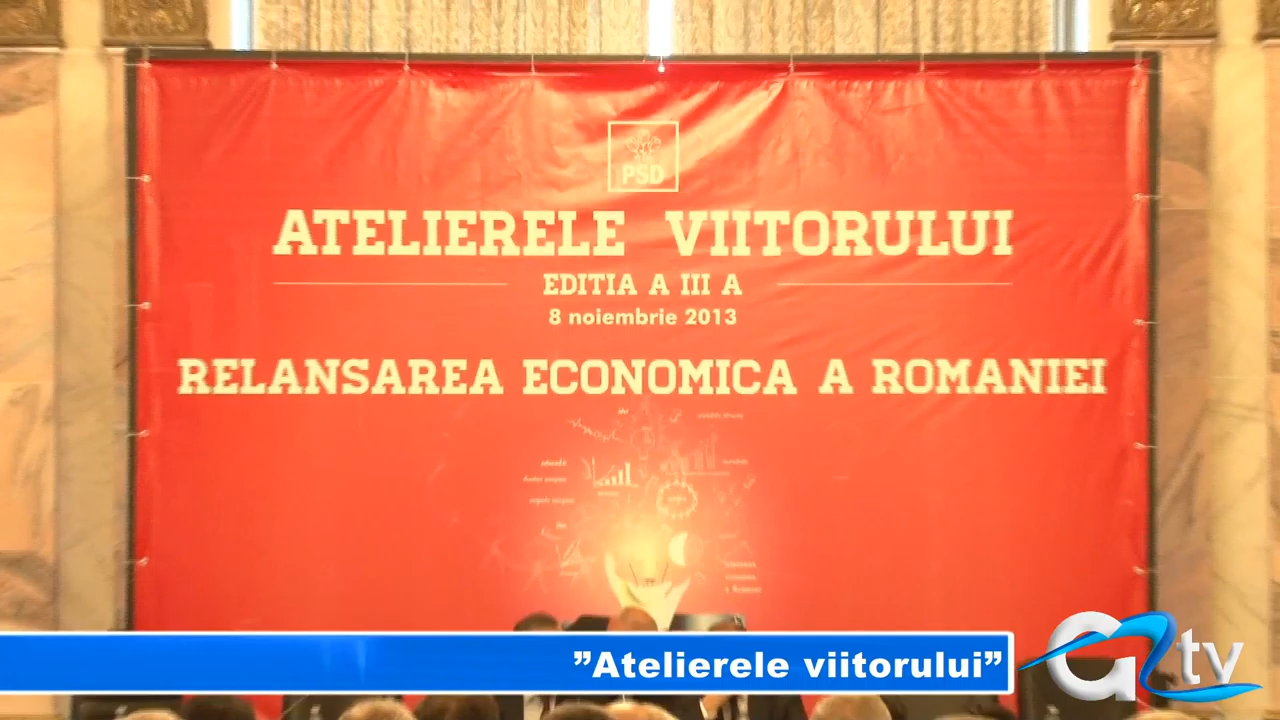 PSD
ATELIERELE VIITORULUI
EDITIA A III A
8 noiembrie 2013
RELANSAREA ECONOMICA A ROMANIEI
”Atelierele viitorului”
tv